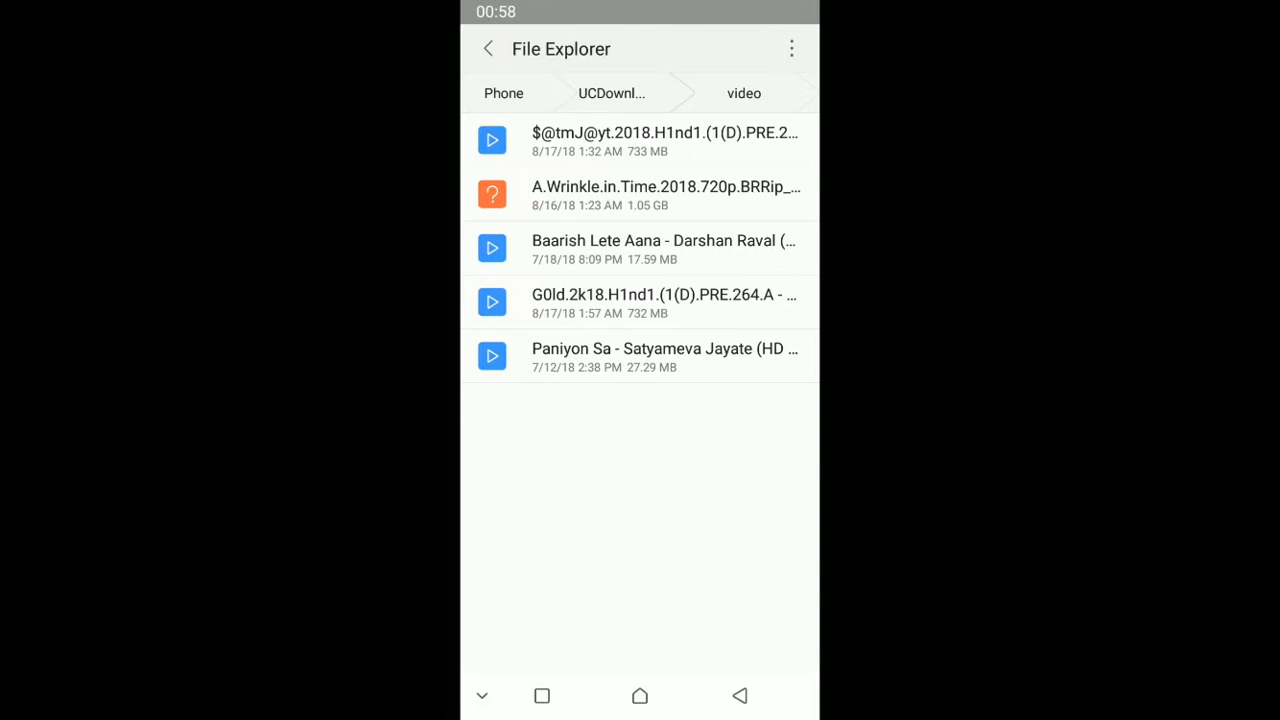 00:58
File Explorer
Phone
UCDownl...
video
$@tmJ@yt.2018.H1nd1.(1(D).PRE.2...
8/17/18 1:32 AM 733 MB
A.Wrinkle.in.Time.2018.720p.BRRip_...
8/16/18 1:23 AM 1.05 GB
Baarish Lete Aana - Darshan Raval (...
7/18/18 8:09 PM 17.59 MB
G0ld.2k18.H1nd1.(1(D).PRE.264.A - ...
8/17/18 1:57 AM 732 MB
Paniyon Sa - Satyameva Jayate (HD ...
7/12/18 2:38 PM 27.29 MB